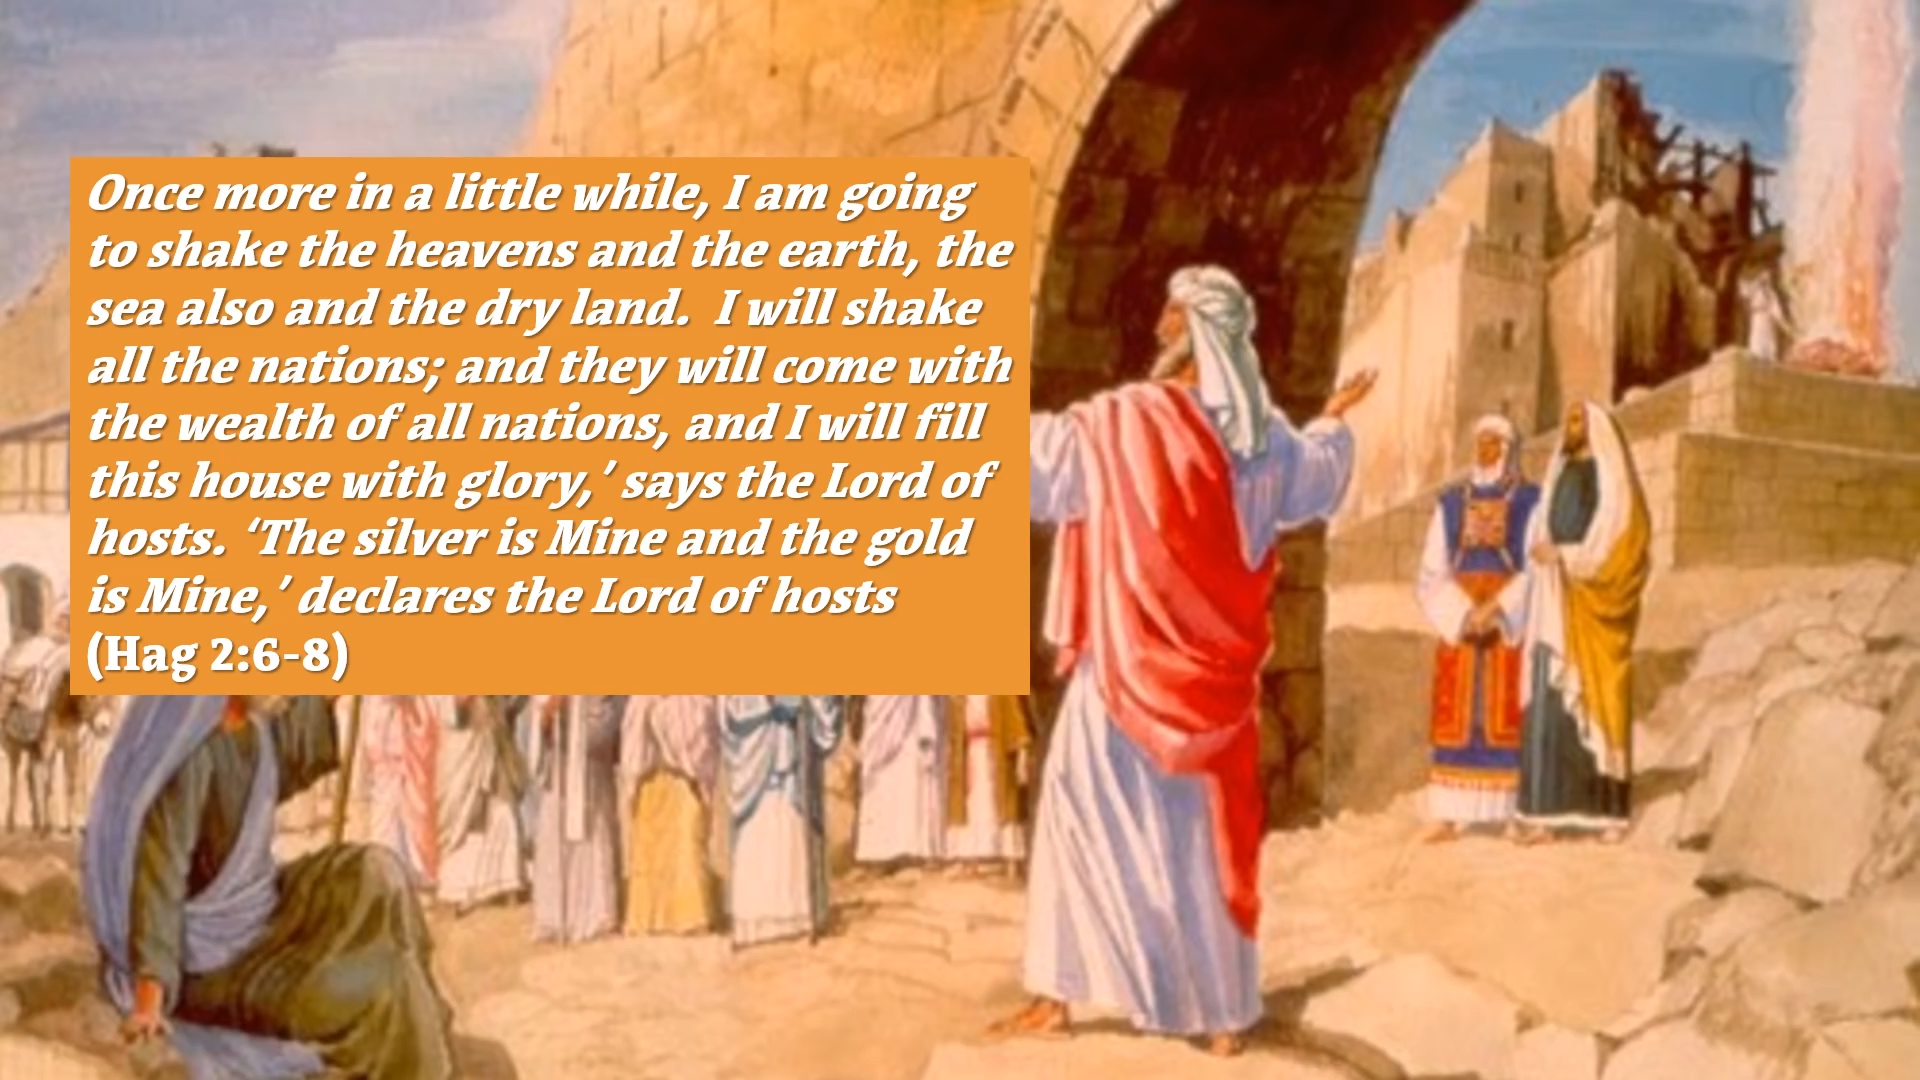 Once more in a little while, I am going
to shake the heavens and the earth, the
sea also and the dry land.  I will shake
all the nations; and they will come with
the wealth of all nations, and I will fill
this house with glory,’ says the Lord of
hosts. ‘The silver is Mine and the gold
is Mine,’ declares the Lord of hosts
(Hag 2:6-8)